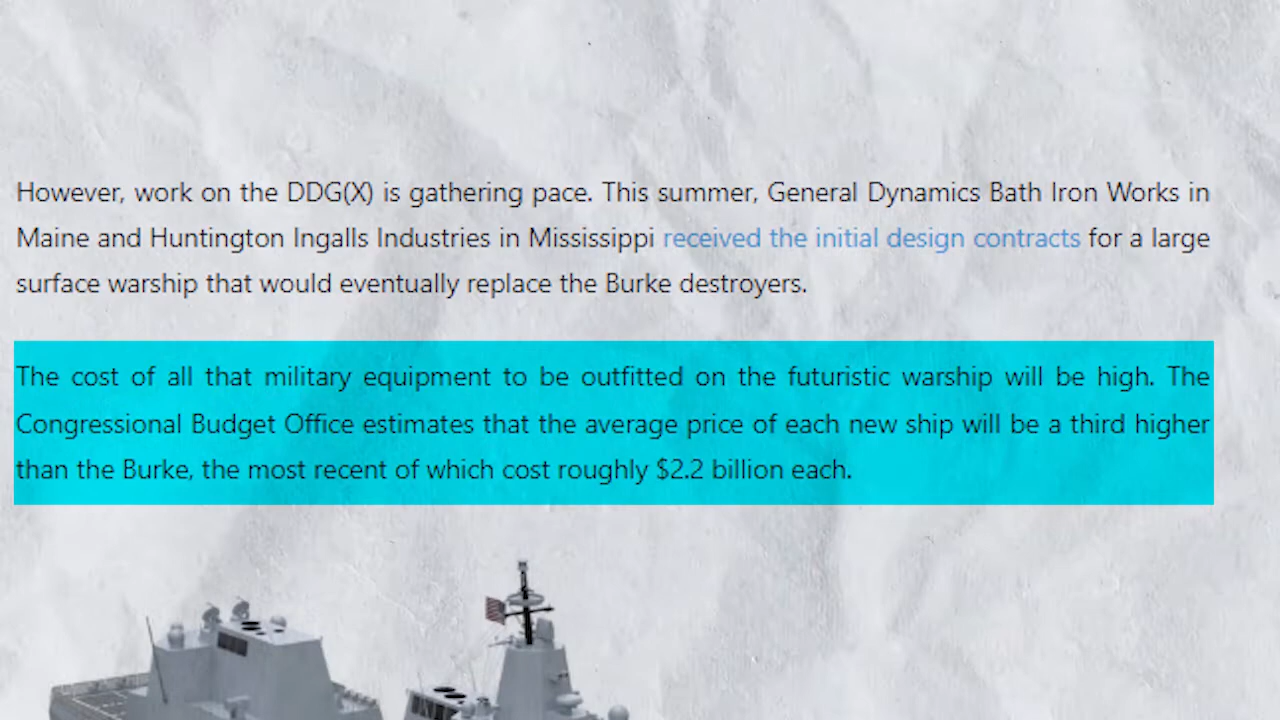 However, work on the DDG(X) is gathering pace. This summer, General Dynamics Bath Iron Works in
Maine and Huntington Ingalls Industries in Mississippi received the initial design contracts for a large
surface warship that would eventually replace the Burke destroyers.
The cost of all that military equipment to be outfitted on the futuristic warship will be high. The
Congressional Budget Office estimates that the average price of each new ship will be a third higher
than the Burke, the most recent of which cost roughly $2.2 billion each.